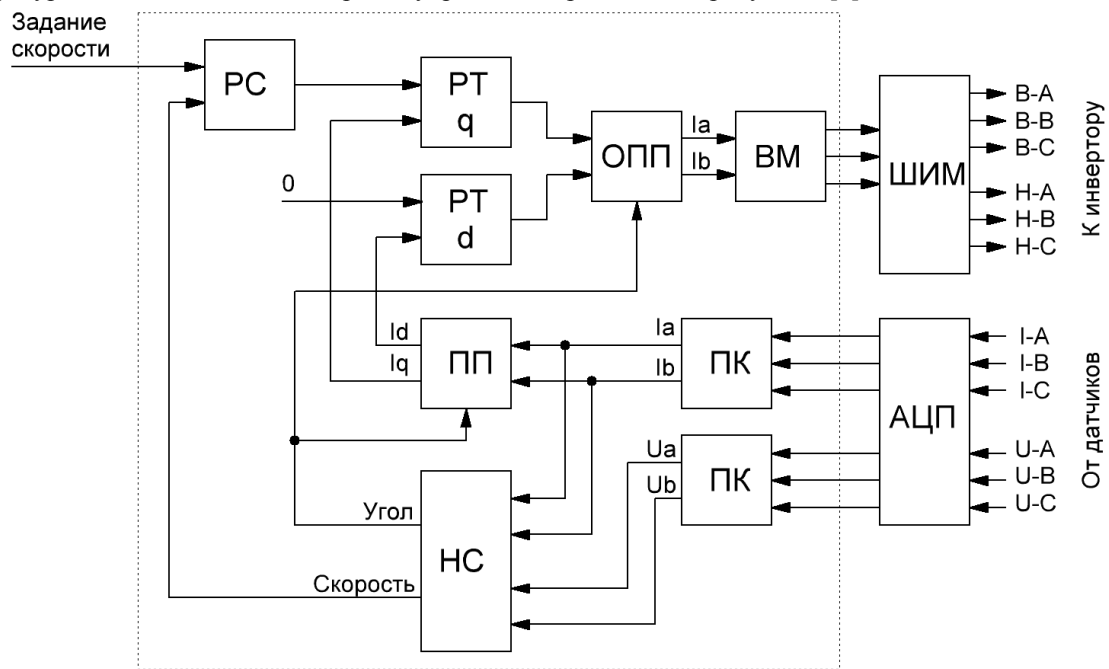 Задание
скорости
РС
РТ
q
0
РТ
d
ОПП
Ia
Ib
ВМ
ШИМ
В-А
В-В
В-С
Н-А
Н-В
Н-С
К инвертору
Id
Iq
ПП
Ia
Ib
ПК
АЦП
I-A
I-B
I-C
U-A
U-B
U-C
От датчиков
Ua
Ub
ПК
Угол
Скорость
НС